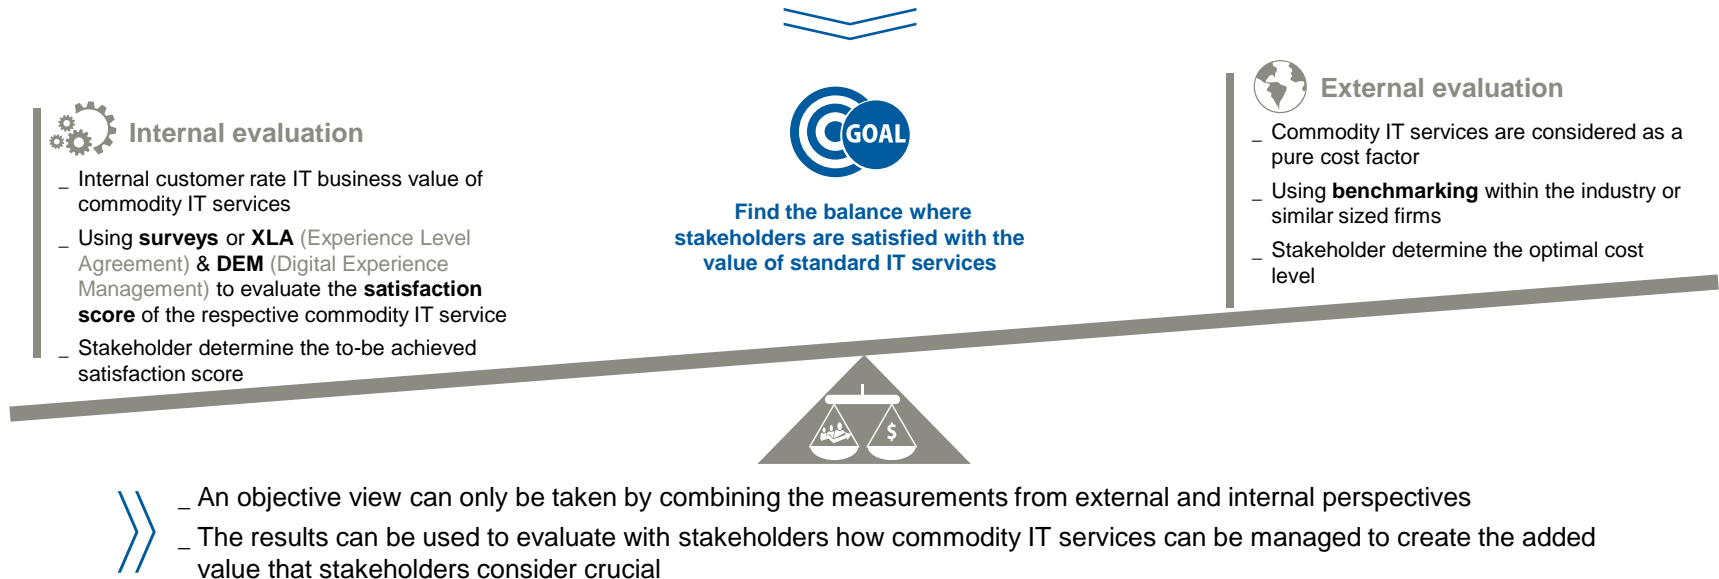 Internal evaluation
_ Internal customer rate IT business value of
commodity IT services
_ Using surveys or XLA (Experience Level
Agreement) & DEM (Digital Experience
Management) to evaluate the satisfaction
score of the respective commodity IT service
_ Stakeholder determine the to-be achieved
satisfaction score
GOAL
Find the balance where
stakeholders are satisfied with the
value of standard IT services
External evaluation
_ Commodity IT services are considered as a
pure cost factor
_ Using benchmarking within the industry or
similar sized firms
_ Stakeholder determine the optimal cost
level
$
_ An objective view can only be taken by combining the measurements from external and internal perspectives
_ The results can be used to evaluate with stakeholders how commodity IT services can be managed to create the added
value that stakeholders consider crucial